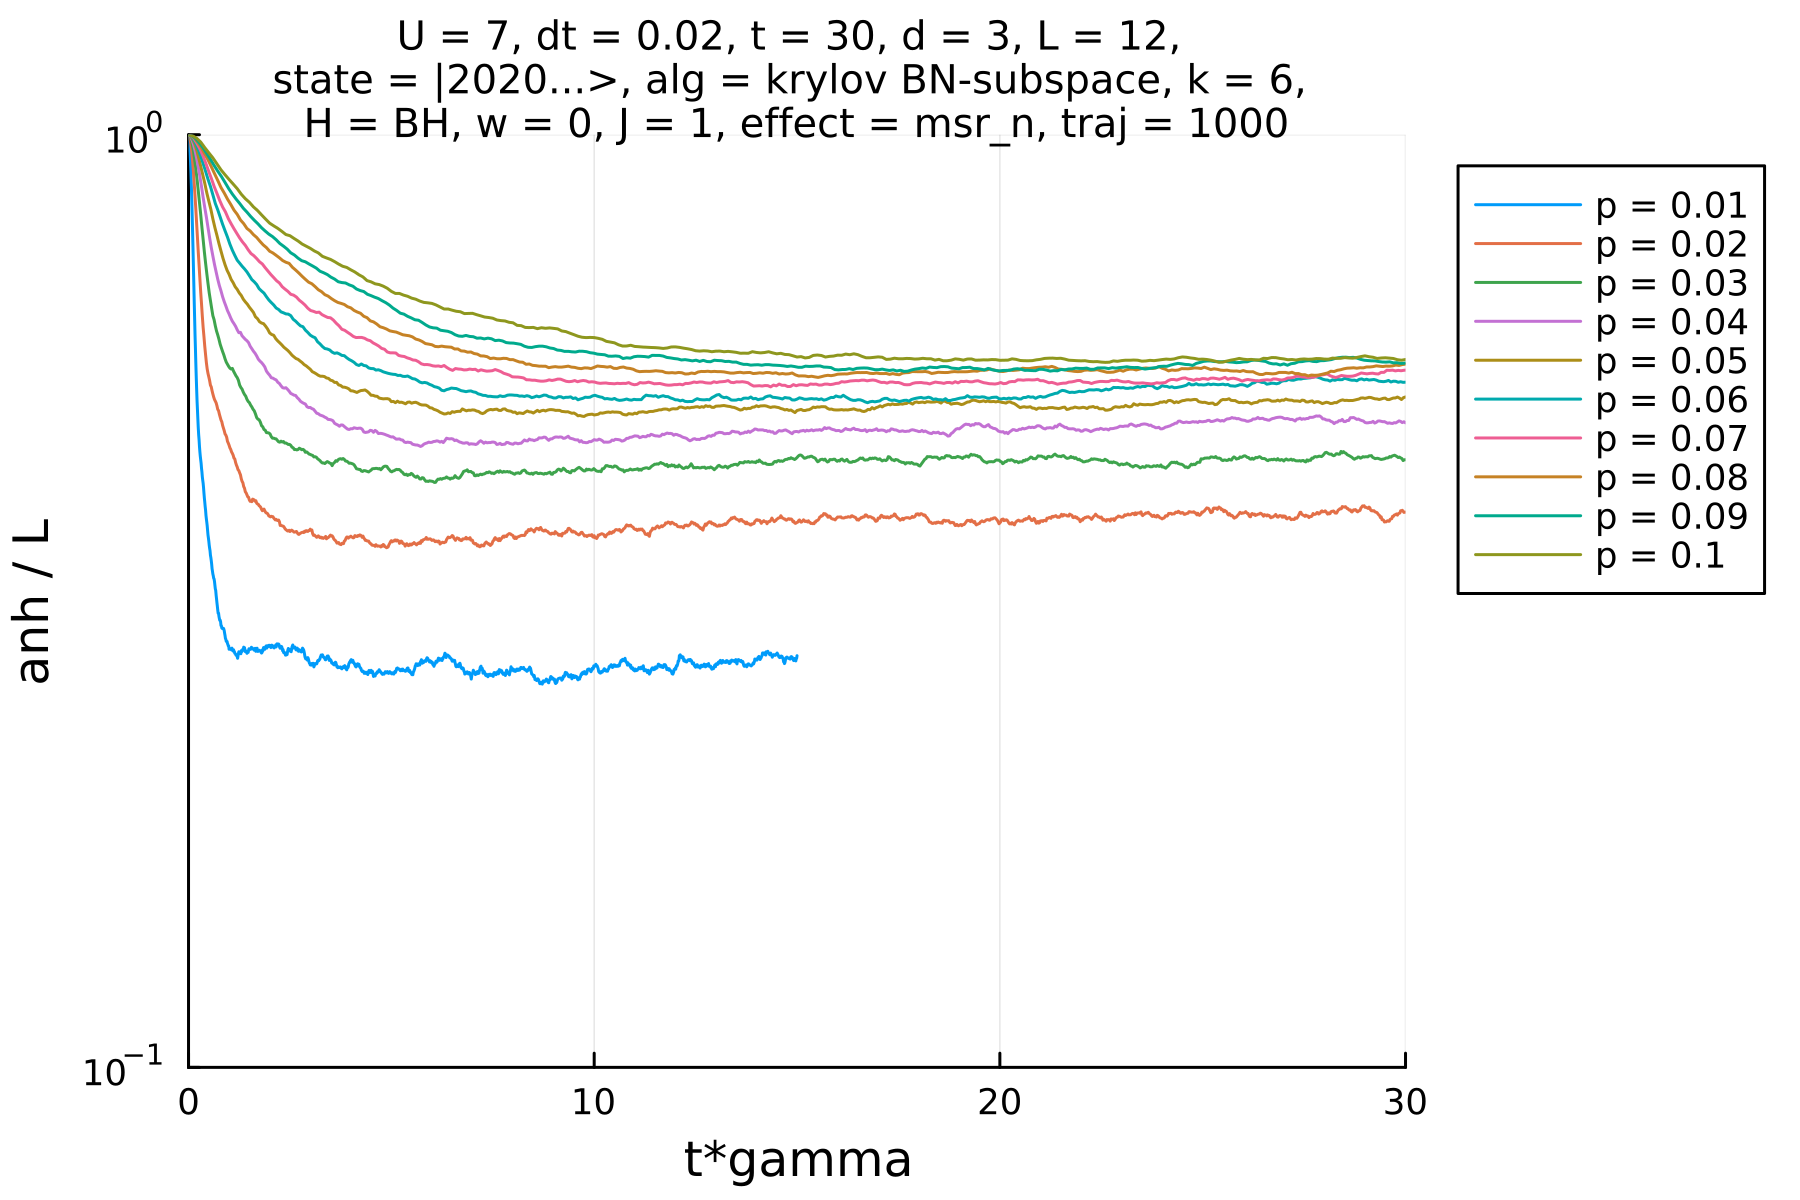 U = 7, dt = 0.02, t = 30, d = 3, L = 12,
state = |2020...>, alg = krylov BN-subspace, k = 6,
H = BH, w = 0, J = 1, effect = msr_n, traj = 1000
10⁰
10⁻¹
anh / L
0 10 20 30
t*gamma
p = 0.01
p = 0.02
p = 0.03
p = 0.04
p = 0.05
p = 0.06
p = 0.07
p = 0.08
p = 0.09
p = 0.1